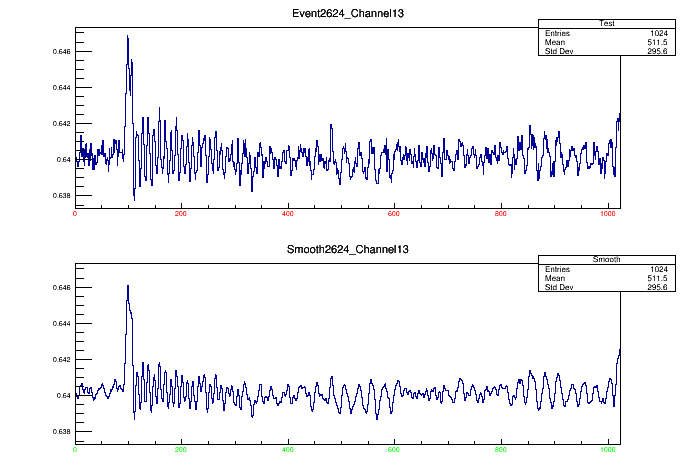 Event2624_Channel13
Test
Entries 1024
Mean 511.5
Std Dev 295.6
0.646
0.644
0.642
0.64
0.638
0 200 400 600 800 1000
Smooth2624_Channel13
Smooth
Entries 1024
Mean 511.5
Std Dev 295.6
0.646
0.644
0.642
0.64
0.638
0 200 400 600 800 1000